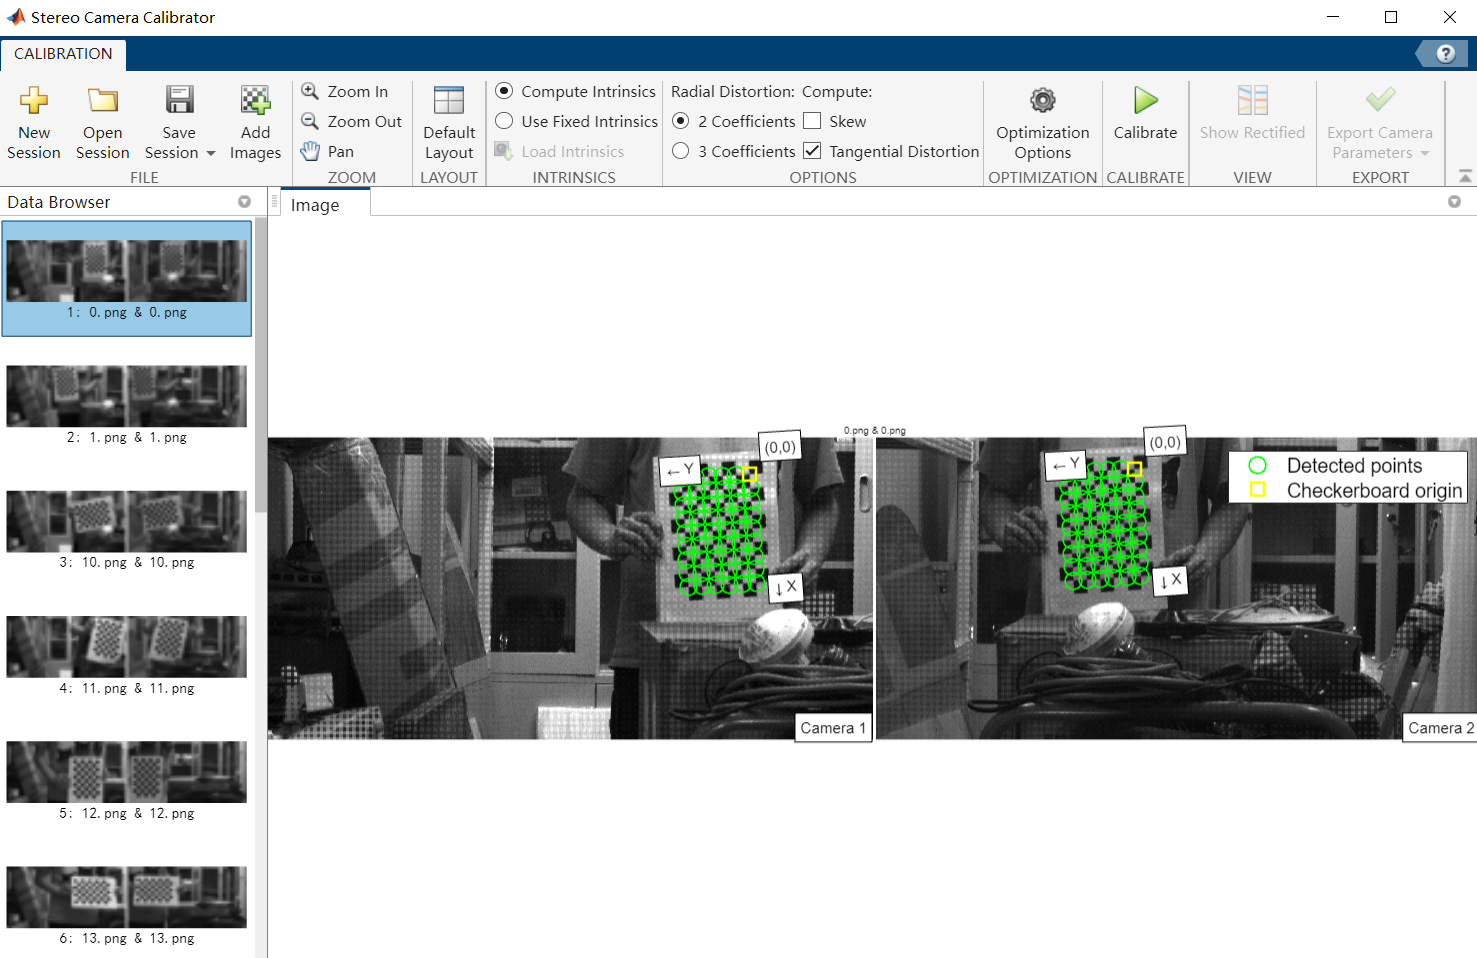 Stereo Camera Calibrator
CALIBRATION
?
New Session
Open Session
Save Session
Add Images
FILE
Zoom In
Zoom Out
Pan
ZOOM
Default Layout
LAYOUT
Compute Intrinsics
Use Fixed Intrinsics
Load Intrinsics
INTRINSICS
Radial Distortion: Compute:
2 Coefficients Skew
3 Coefficients Tangential Distortion
OPTIONS
Optimization Options
OPTIMIZATION
Calibrate
CALIBRATE
Show Rectified
VIEW
Export Camera Parameters
EXPORT
Data Browser
Image
1: 0.png & 0.png
2: 1.png & 1.png
3: 10.png & 10.png
4: 11.png & 11.png
5: 12.png & 12.png
6: 13.png & 13.png
0.png & 0.png
(0,0)
←Y
↓X
Camera 1
(0,0)
←Y
↓X
Detected points
Checkerboard origin
Camera 2